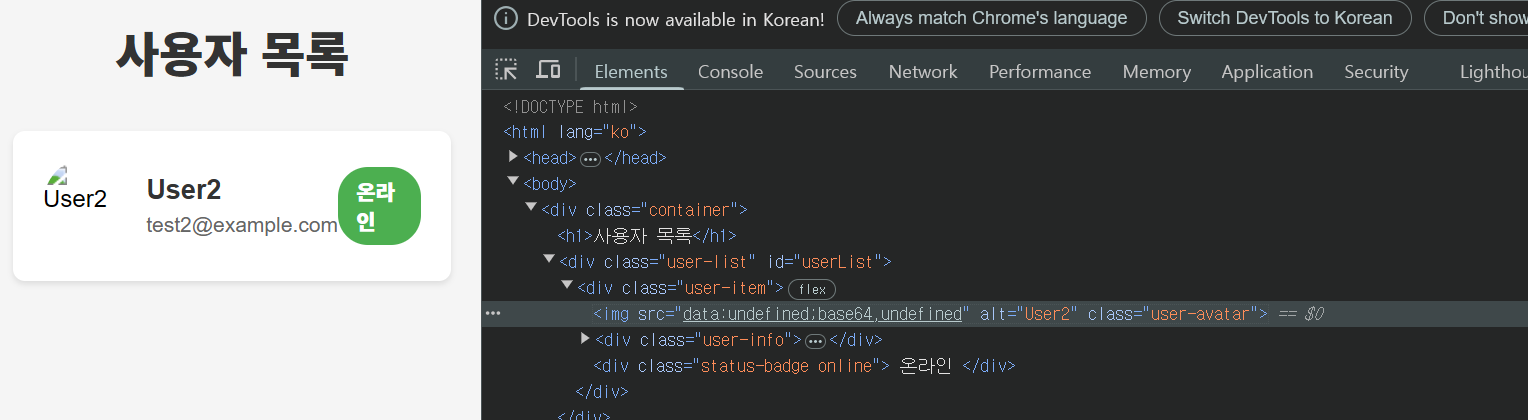 사용자 목록
User2
User2
test2@example.com
온라
인
DevTools is now available in Korean!
Always match Chrome's language
Switch DevTools to Korean
Don't show
Elements
Console
Sources
Network
Performance
Memory
Application
Security
Lighthou
<!DOCTYPE html>
<html lang="ko">
<head> ••• </head>
<body>
<div class="container">
<h1>사용자 목록</h1>
<div class="user-list" id="userList">
<div class="user-item"> flex
••• <img src="data:undefined;base64,undefined" alt="User2" class="user-avatar"> == $0
<div class="user-info"> ••• </div>
<div class="status-badge online"> 온라인 </div>
</div>
</div>